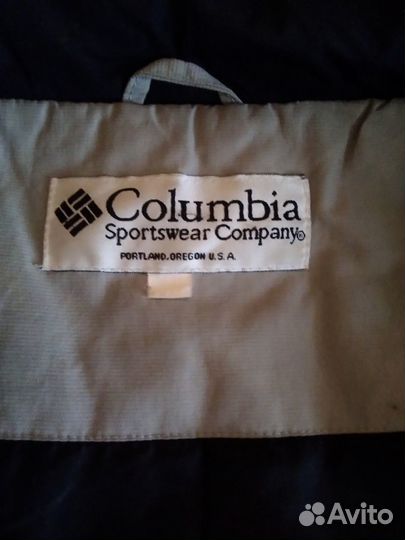 Columbia
Sportswear Company®
PORTLAND, OREGON U.S.A.
Avito